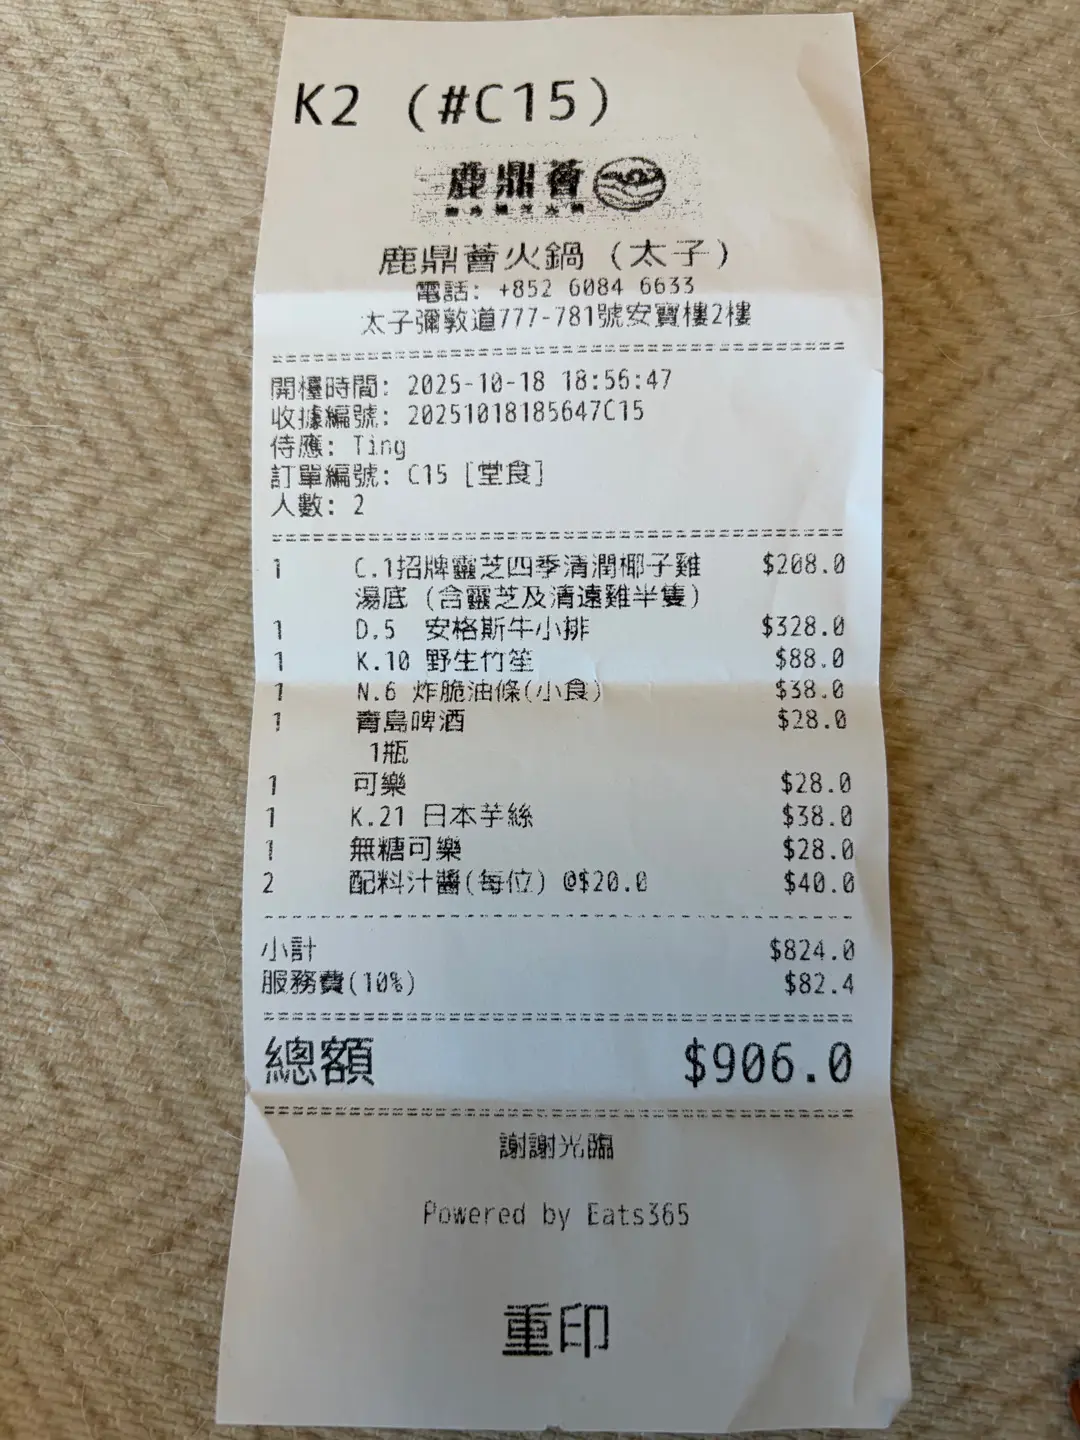 K2 (#C15)
鹿鼎薈
鹿鼎薈火鍋 (太子)
電話: +852 6084 6633
太子彌敦道777-781號安寶樓2樓
開檯時間: 2025-10-18 18:56:47
收據編號: 20251018185647C15
侍應: Ting
訂單編號: C15 [堂食]
人數: 2
1 C.1招牌靈芝四季清潤椰子雞 $208.0
湯底 (含靈芝及清遠雞半隻)
1 D.5 安格斯牛小排 $328.0
1 K.10 野生竹笙 $88.0
1 N.6 炸脆油條(小食) $38.0
1 青島啤酒 $28.0
1瓶
1 可樂 $28.0
1 K.21 日本芋絲 $38.0
1 無糖可樂 $28.0
2 配料汁醬(每位) @$20.0 $40.0
小計 $824.0
服務費(10%) $82.4
總額 $906.0
謝謝光臨
Powered by Eats365
重印